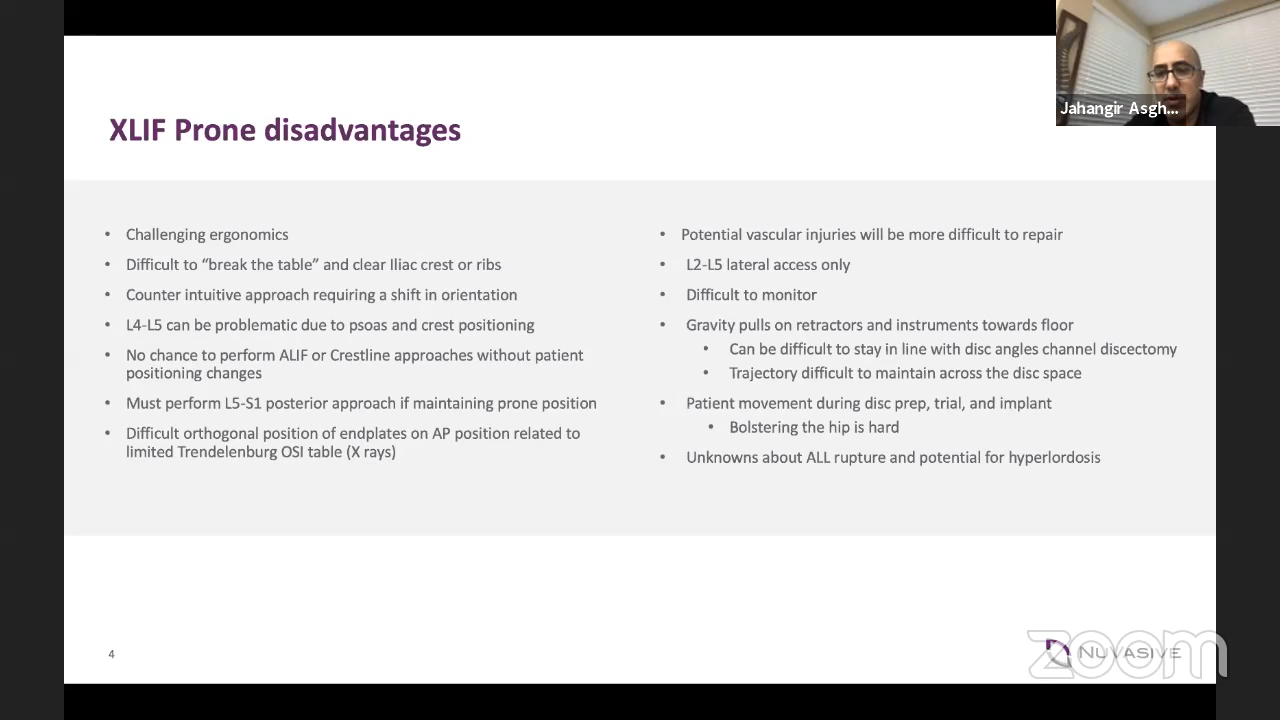 Jahangir Asgh...
XLIF Prone disadvantages
• Challenging ergonomics
• Difficult to “break the table” and clear Iliac crest or ribs
• Counter intuitive approach requiring a shift in orientation
• L4-L5 can be problematic due to psoas and crest positioning
• No chance to perform ALIF or Crestline approaches without patient
positioning changes
• Must perform L5-S1 posterior approach if maintaining prone position
• Difficult orthogonal position of endplates on AP position related to
limited Trendelenburg OSI table (X rays)
• Potential vascular injuries will be more difficult to repair
• L2-L5 lateral access only
• Difficult to monitor
• Gravity pulls on retractors and instruments towards floor
• Can be difficult to stay in line with disc angles channel discectomy
• Trajectory difficult to maintain across the disc space
• Patient movement during disc prep, trial, and implant
• Bolstering the hip is hard
• Unknowns about ALL rupture and potential for hyperlordosis
4
NUVASIVE
zoom